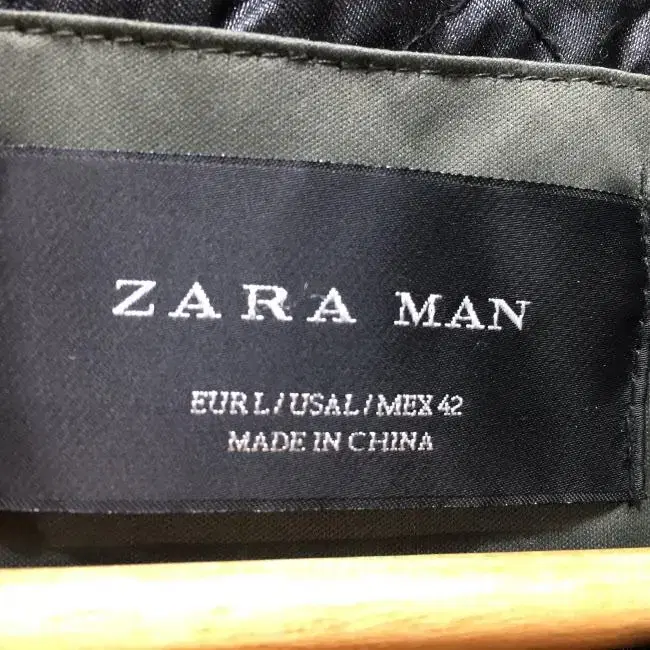 ZARA MAN
EUR L / USA L / MEX 42
MADE IN CHINA